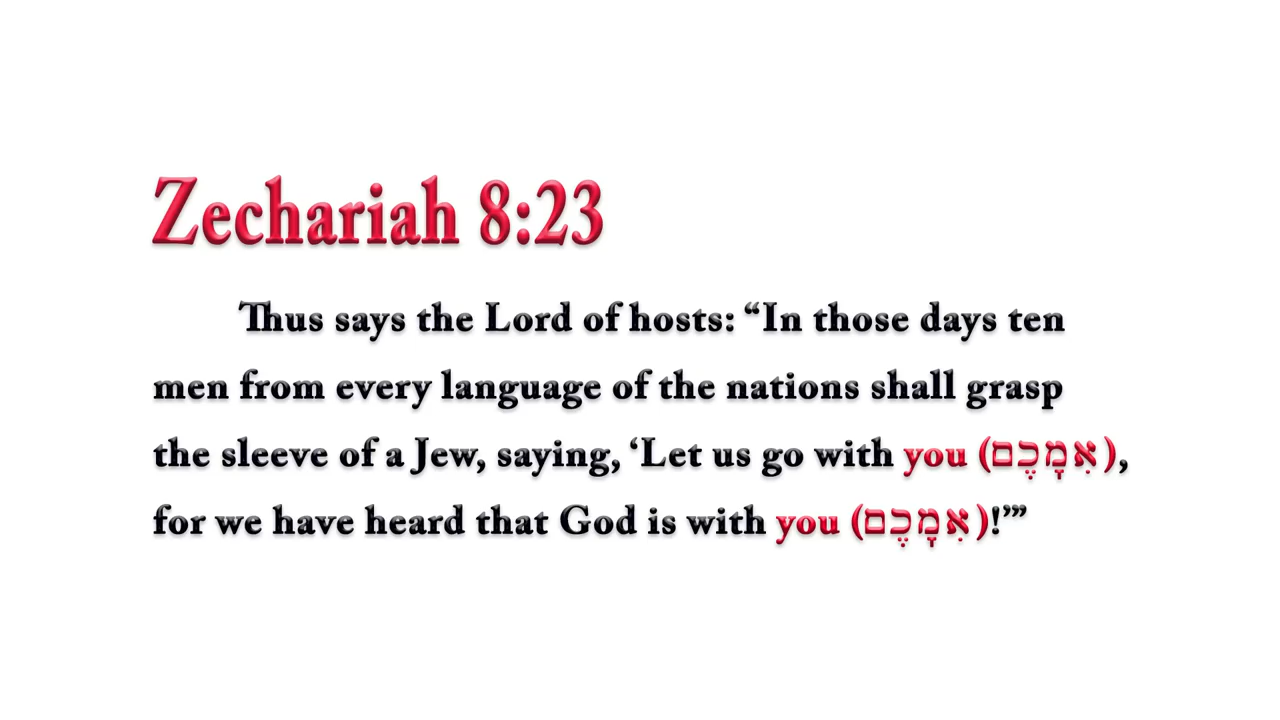 Zechariah 8:23
Thus says the Lord of hosts: “In those days ten
men from every language of the nations shall grasp
the sleeve of a Jew, saying, ‘Let us go with you (אִמָּכֶם),
for we have heard that God is with you (אִמָּכֶם)!’”